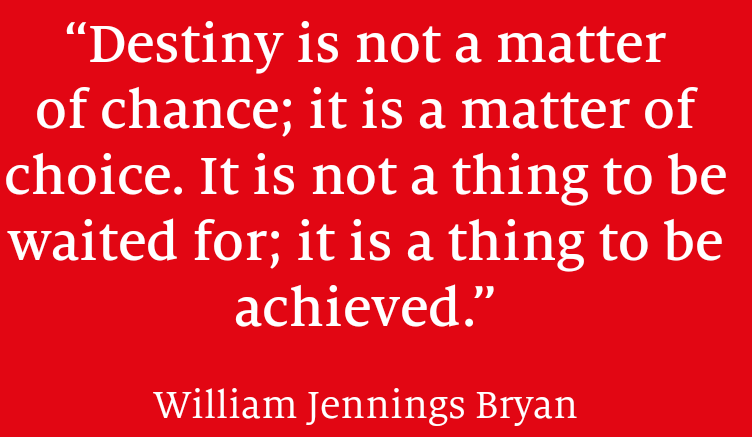 “Destiny is not a matter
of chance; it is a matter of
choice. It is not a thing to be
waited for; it is a thing to be
achieved.”
William Jennings Bryan